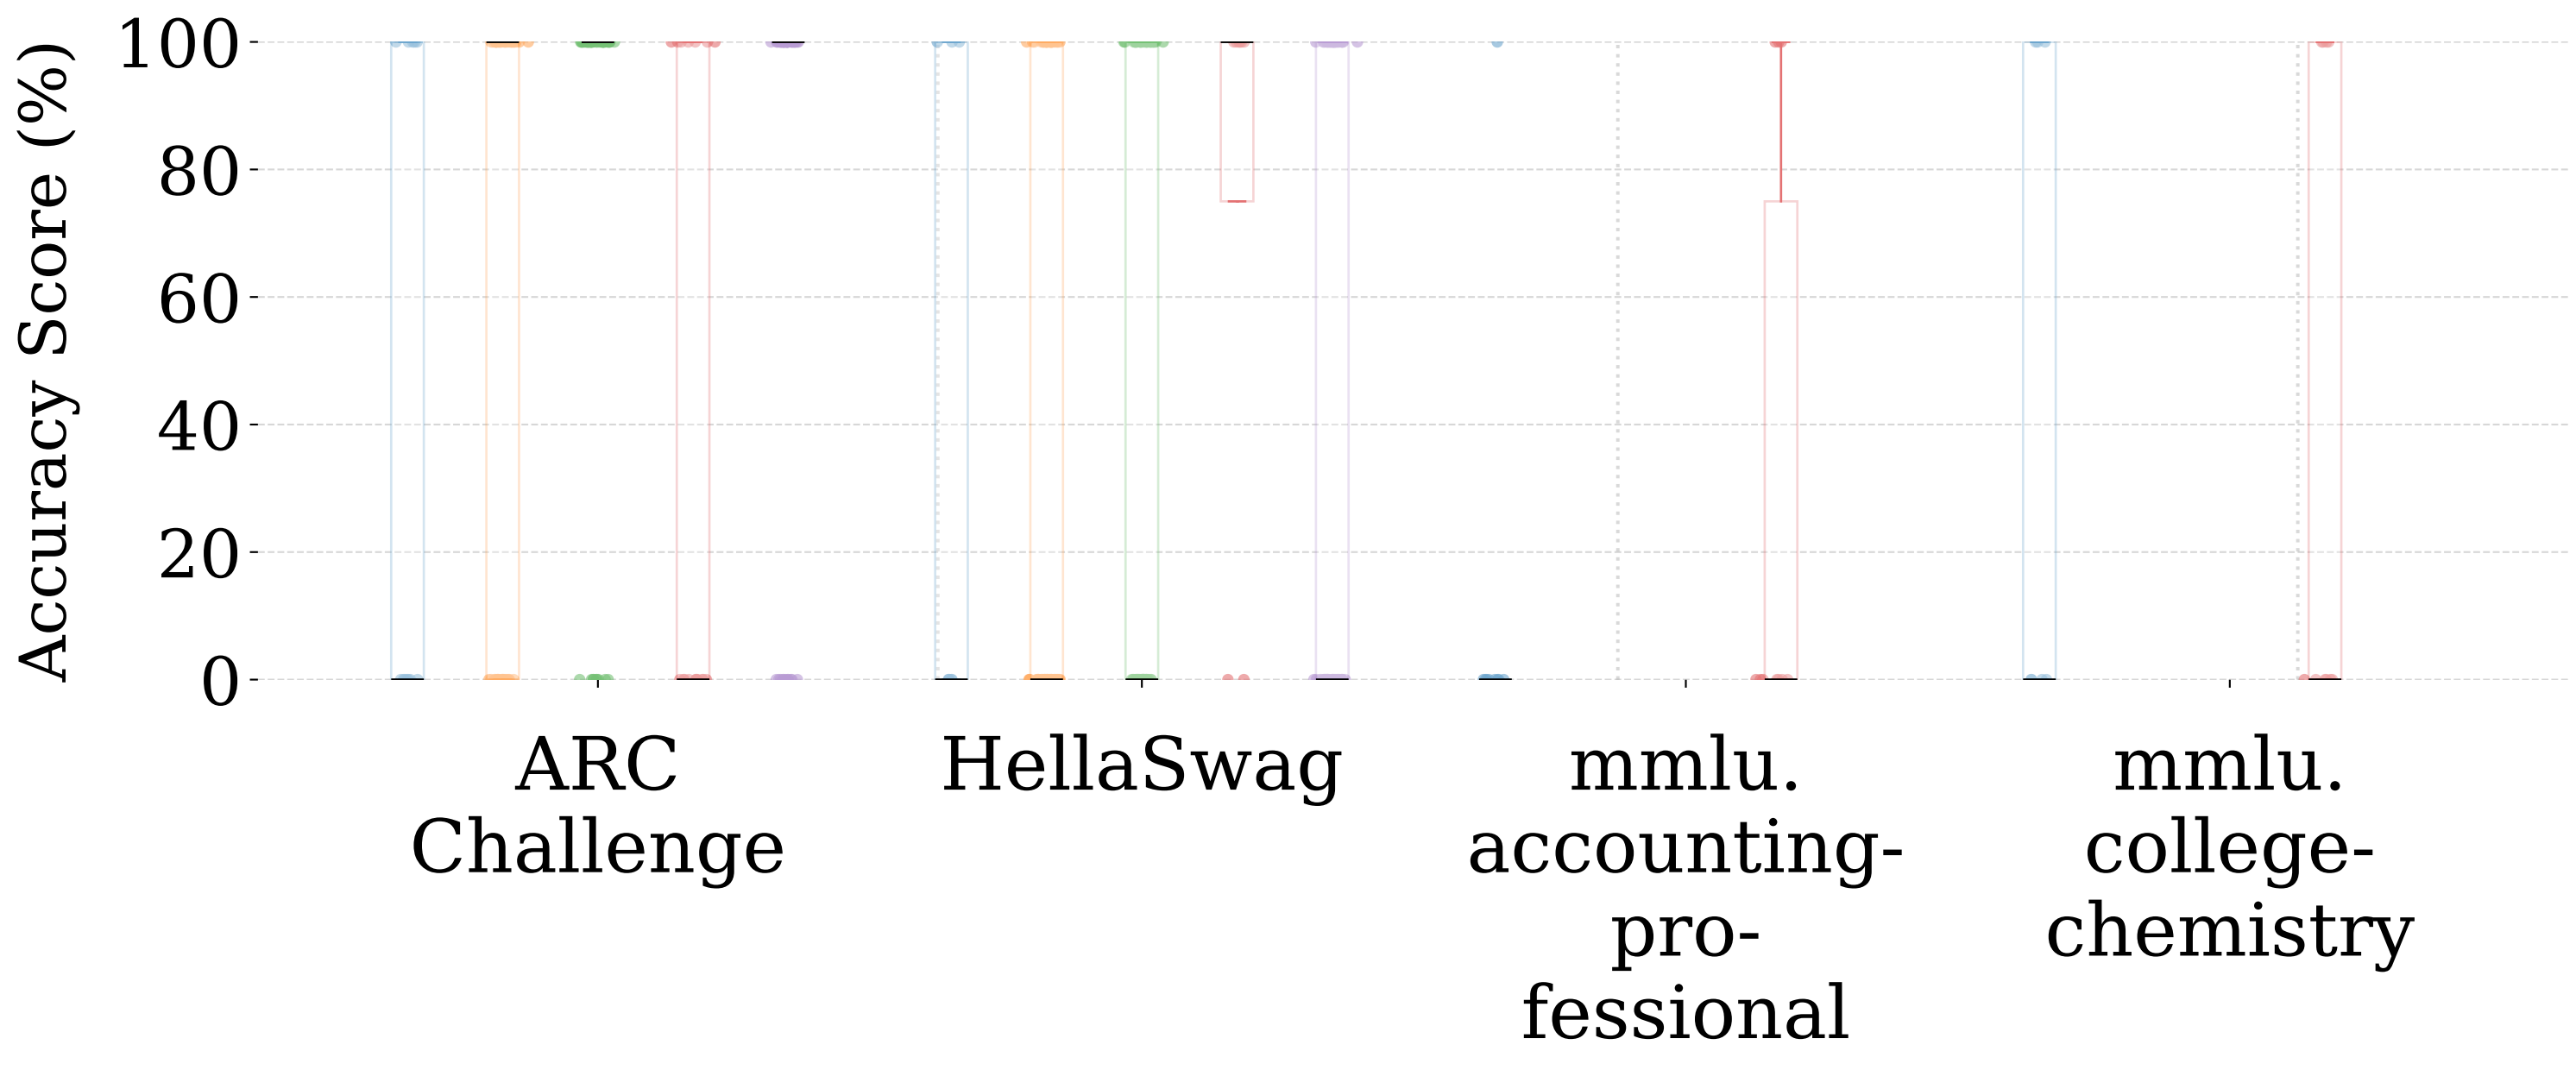 Accuracy Score (%)
100
80
60
40
20
0
ARC
Challenge
HellaSwag
mmlu.
accounting-
pro-
fessional
mmlu.
college-
chemistry